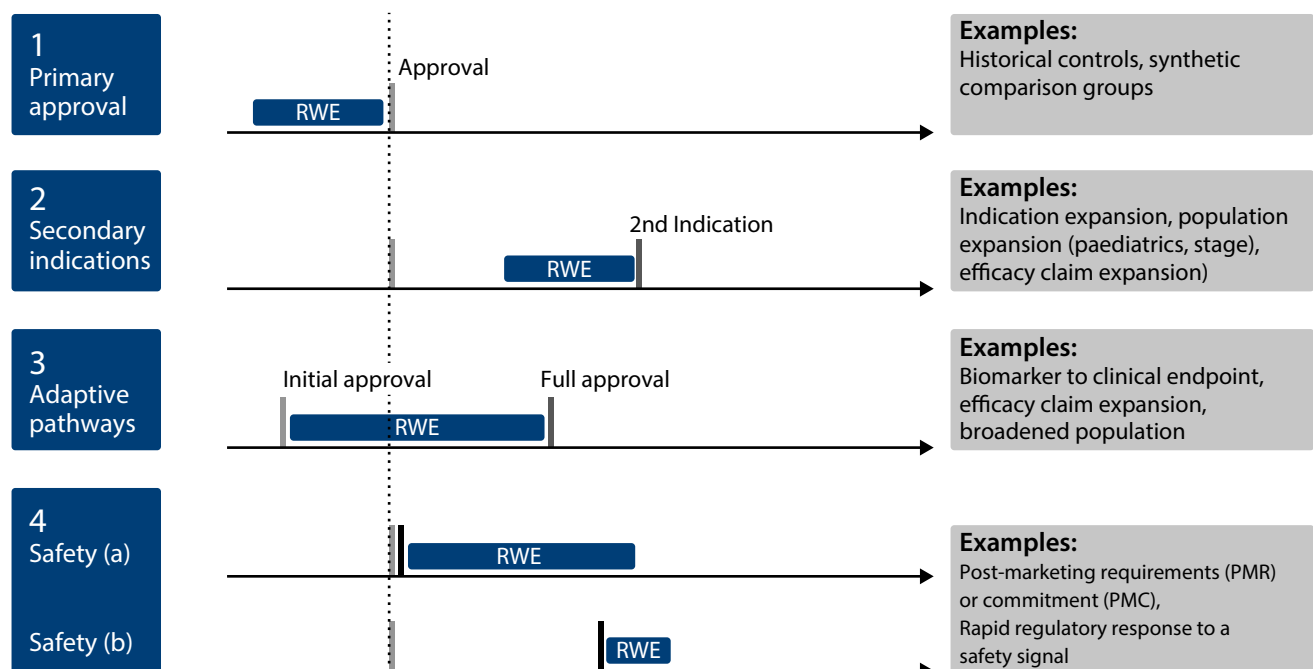 1
Primary
approval
Approval
RWE
Examples:
Historical controls, synthetic
comparison groups
2
Secondary
indications
2nd Indication
RWE
Examples:
Indication expansion, population
expansion (paediatrics, stage),
efficacy claim expansion)
3
Adaptive
pathways
Initial approval
Full approval
RWE
Examples:
Biomarker to clinical endpoint,
efficacy claim expansion,
broadened population
4
Safety (a)
RWE
Safety (b)
RWE
Examples:
Post-marketing requirements (PMR)
or commitment (PMC),
Rapid regulatory response to a
safety signal